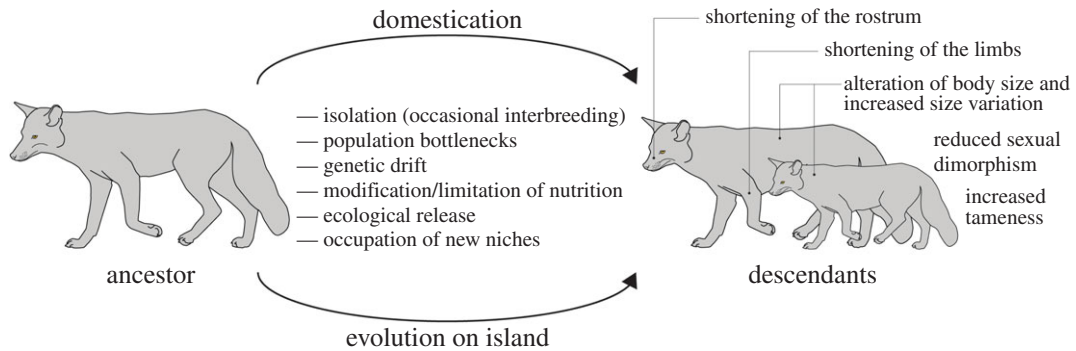 domestication
— isolation (occasional interbreeding)
— population bottlenecks
— genetic drift
— modification/limitation of nutrition
— ecological release
— occupation of new niches
ancestor
evolution on island
shortening of the rostrum
shortening of the limbs
alteration of body size and
increased size variation
reduced sexual
dimorphism
increased
tameness
descendants